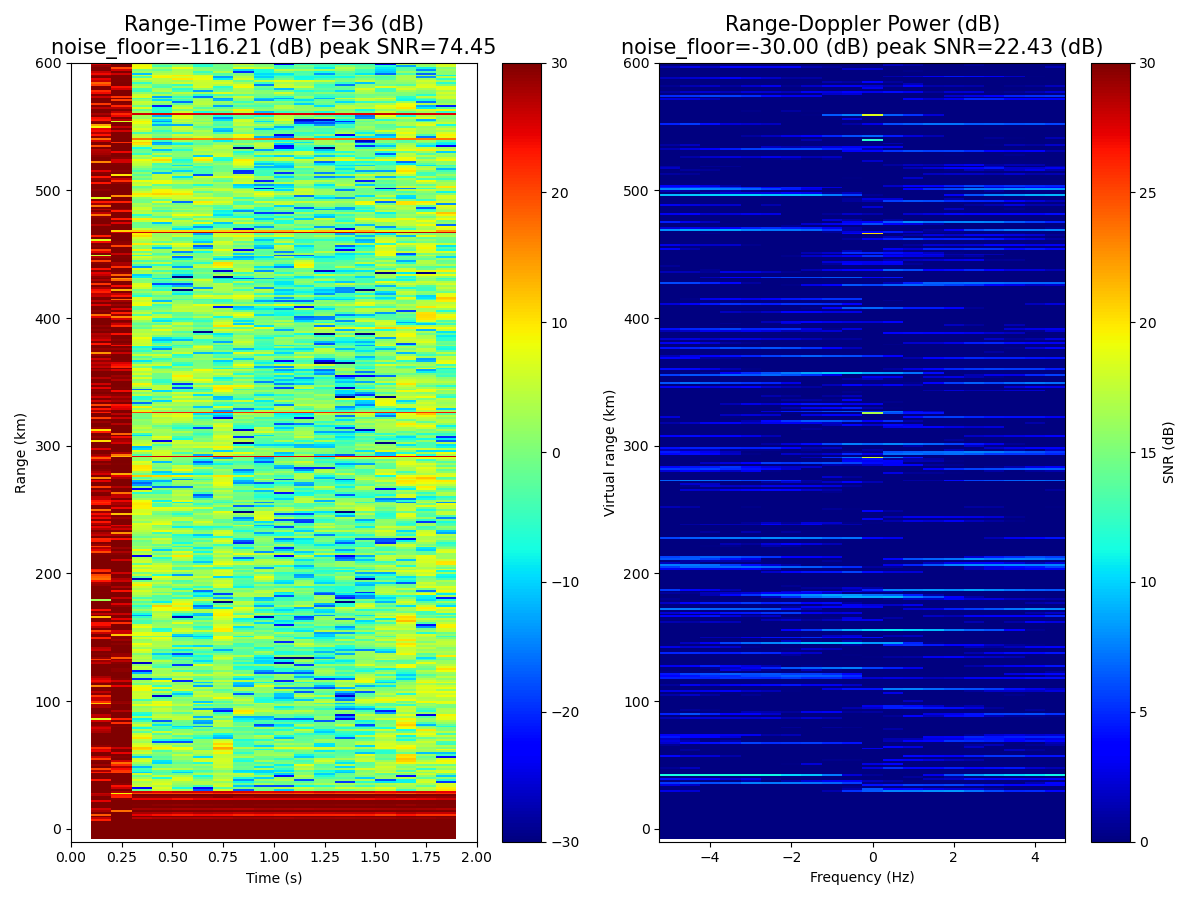 Range-Time Power f=36 (dB)
noise_floor=-116.21 (dB) peak SNR=74.45
600
500
400
300
200
100
0
Range (km)
0.00 0.25 0.50 0.75 1.00 1.25 1.50 1.75 2.00
Time (s)
30
20
10
0
−10
−20
−30
Range-Doppler Power (dB)
noise_floor=-30.00 (dB) peak SNR=22.43 (dB)
600
500
400
300
200
100
0
Virtual range (km)
−4 −2 0 2 4
Frequency (Hz)
30
25
20
15
10
5
0
SNR (dB)